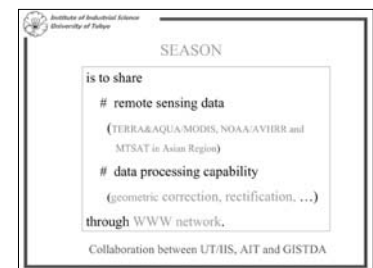 Institute of Industrial Science
University of Tokyo
SEASON
is to share
# remote sensing data
(TERRA&AQUA/MODIS, NOAA/AVHRR and
MTSAT in Asian Region)
# data processing capability
(geometric correction, rectification, …)
through WWW network.
Collaboration between UT/IIS, AIT and GISTDA